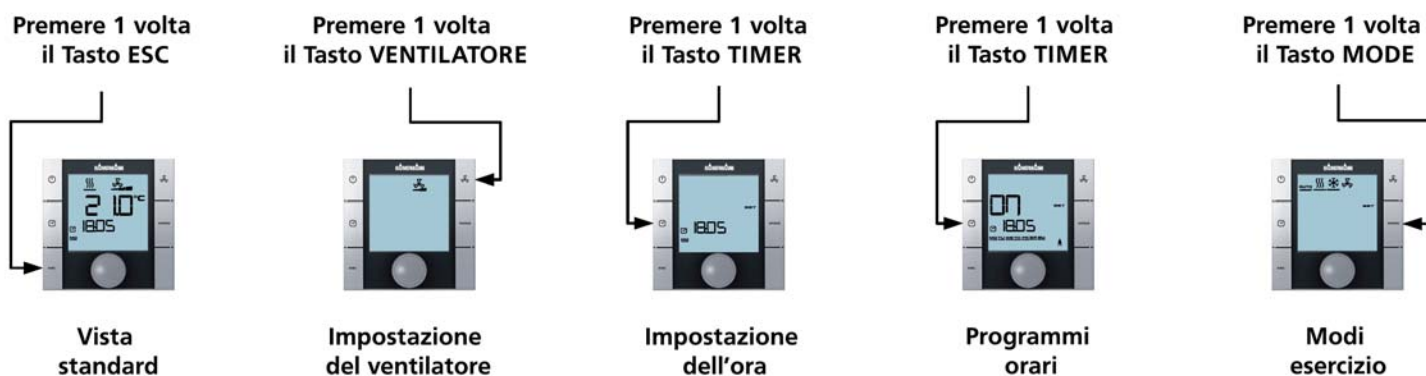 Premere 1 volta
il Tasto ESC
Premere 1 volta
il Tasto VENTILATORE
Premere 1 volta
il Tasto TIMER
Premere 1 volta
il Tasto TIMER
Premere 1 volta
il Tasto MODE
21.0°C
18:05
18:05
ON
18:05
Vista
standard
Impostazione
del ventilatore
Impostazione
dell'ora
Programmi
orari
Modi
esercizio